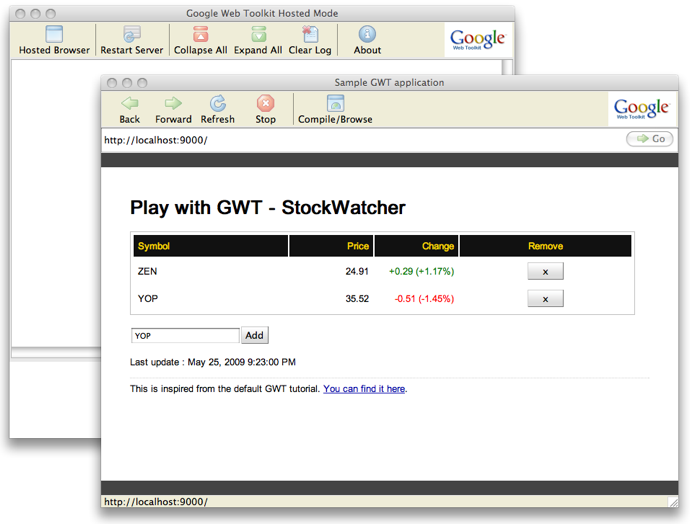 Google Web Toolkit Hosted Mode
Hosted Browser Restart Server Collapse All Expand All Clear Log About
Google
Web Toolkit
Sample GWT application
Back Forward Refresh Stop Compile/Browse
Google
Web Toolkit
http://localhost:9000/ Go
Play with GWT - StockWatcher
Symbol Price Change Remove
ZEN 24.91 +0.29 (+1.17%) x
YOP 35.52 -0.51 (-1.45%) x
YOP Add
Last update : May 25, 2009 9:23:00 PM
This is inspired from the default GWT tutorial. You can find it here.
http://localhost:9000/